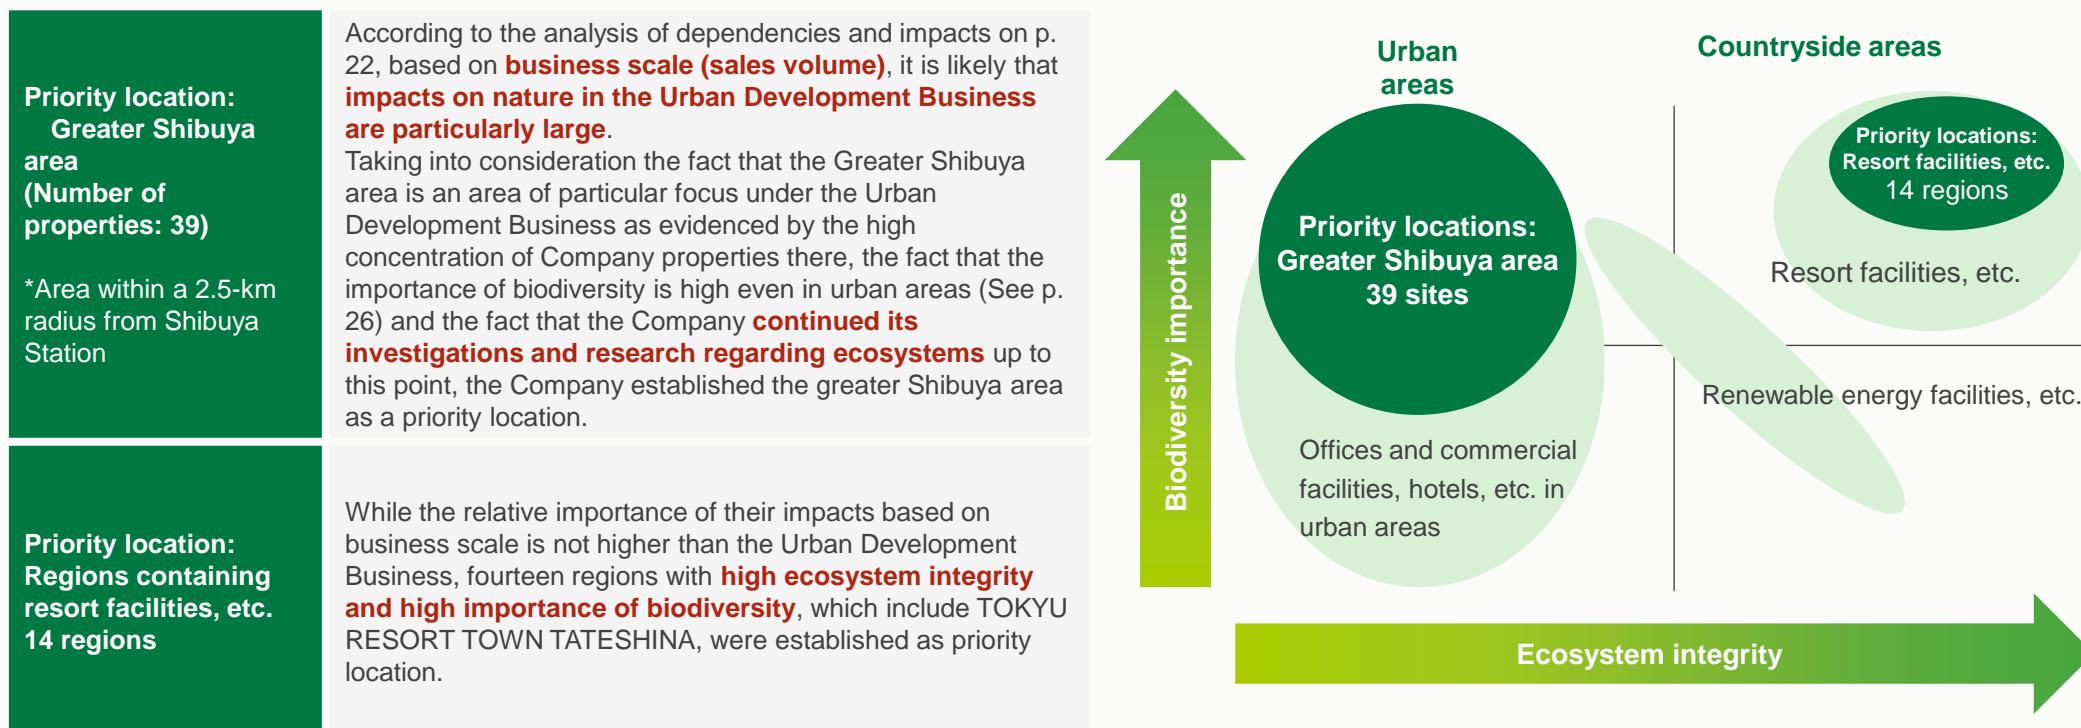 Priority location:
Greater Shibuya
area
(Number of
properties: 39)
*Area within a 2.5-km
radius from Shibuya
Station
According to the analysis of dependencies and impacts on p.
22, based on business scale (sales volume), it is likely that
impacts on nature in the Urban Development Business
are particularly large.
Taking into consideration the fact that the Greater Shibuya
area is an area of particular focus under the Urban
Development Business as evidenced by the high
concentration of Company properties there, the fact that the
importance of biodiversity is high even in urban areas (See p.
26) and the fact that the Company continued its
investigations and research regarding ecosystems up to
this point, the Company established the greater Shibuya area
as a priority location.
Priority location:
Regions containing
resort facilities, etc.
14 regions
While the relative importance of their impacts based on
business scale is not higher than the Urban Development
Business, fourteen regions with high ecosystem integrity
and high importance of biodiversity, which include TOKYU
RESORT TOWN TATESHINA, were established as priority
location.
Urban
areas
Countryside areas
Biodiversity importance
Priority locations:
Greater Shibuya area
39 sites
Offices and commercial
facilities, hotels, etc. in
urban areas
Priority locations:
Resort facilities, etc.
14 regions
Resort facilities, etc.
Renewable energy facilities, etc.
Ecosystem integrity